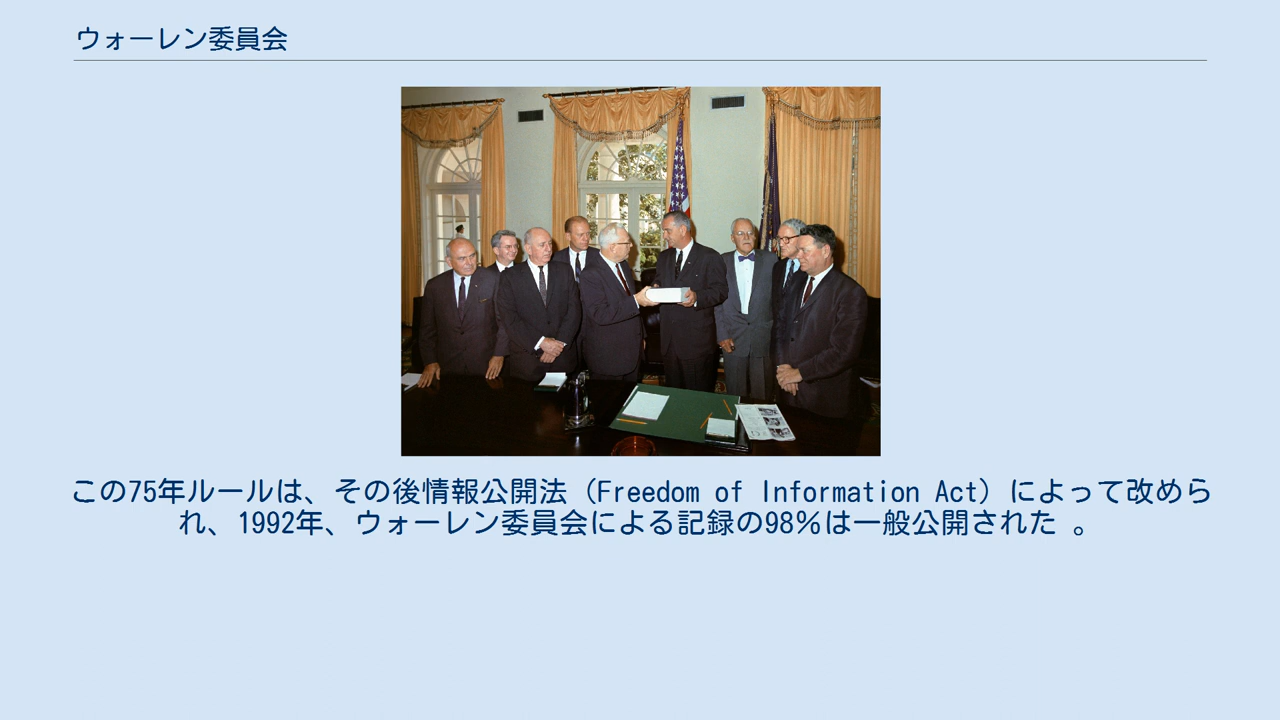 ウォーレン委員会
この75年ルールは、その後情報公開法（Freedom of Information Act）によって改めら
れ、1992年、ウォーレン委員会による記録の98％は一般公開された 。